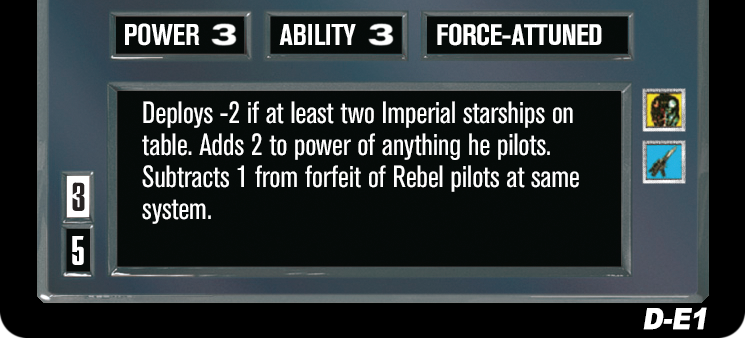 POWER 3 ABILITY 3 FORCE-ATTUNED
Deploys -2 if at least two Imperial starships on
table. Adds 2 to power of anything he pilots.
Subtracts 1 from forfeit of Rebel pilots at same
system.
3
5
D-E1